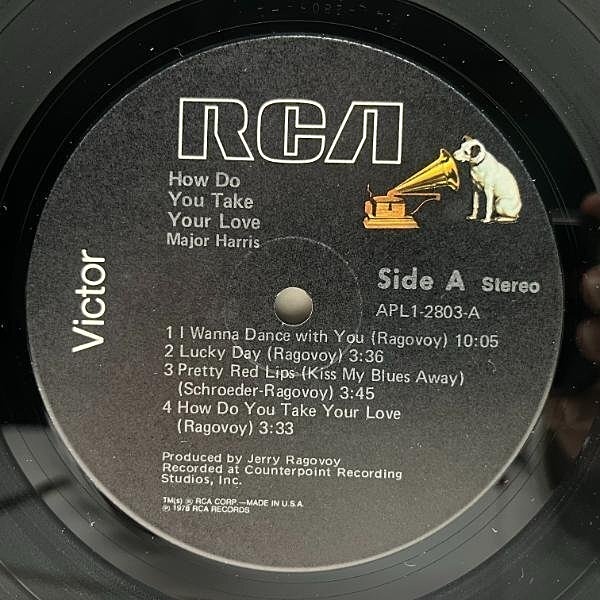 RCA
How Do
You Take
Your Love
Major Harris
Victor
Side A Stereo
APL1-2803-A
1 I Wanna Dance with You (Ragovoy) 10:05
2 Lucky Day (Ragovoy) 3:36
3 Pretty Red Lips (Kiss My Blues Away)
(Schroeder-Ragovoy) 3:45
4 How Do You Take Your Love
(Ragovoy) 3:33
Produced by Jerry Ragovoy
Recorded at Counterpoint Recording
Studios, Inc.
TM(s) ® RCA CORP.—MADE IN U.S.A.
℗ 1978 RCA RECORDS